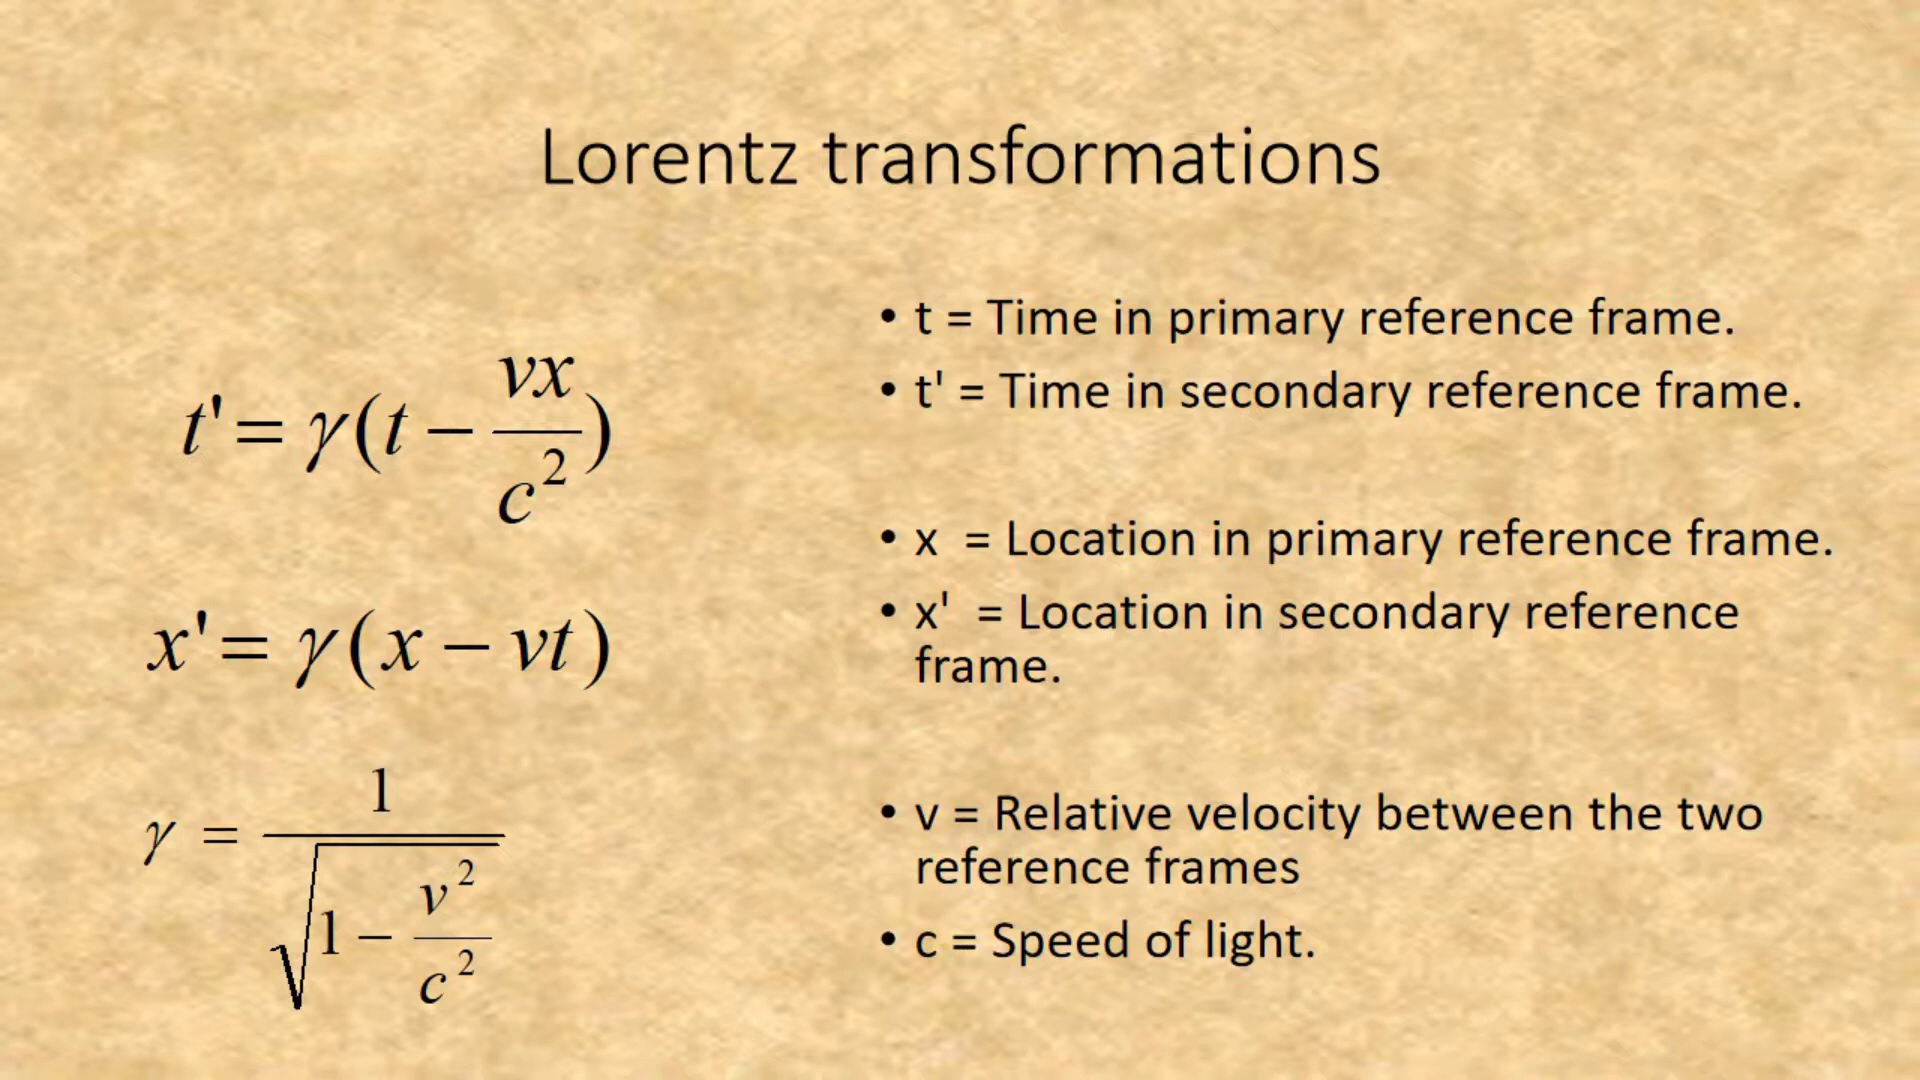 Lorentz transformations
t' = γ(t − vx/c²)
x' = γ(x − vt)
γ = 1/√(1 − v²/c²)
• t = Time in primary reference frame.
• t' = Time in secondary reference frame.
• x  = Location in primary reference frame.
• x'  = Location in secondary reference
frame.
• v = Relative velocity between the two
reference frames
• c = Speed of light.